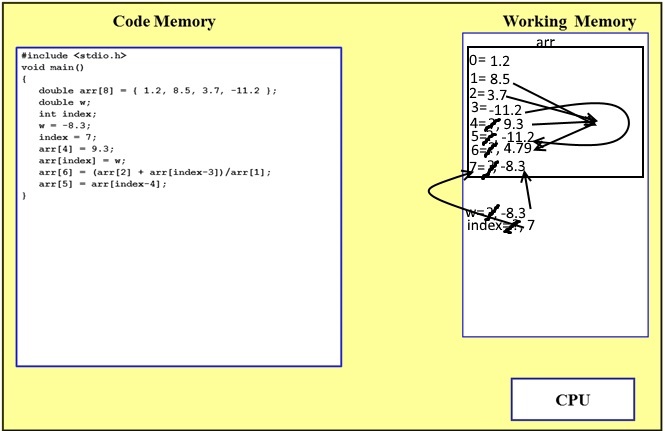 Code Memory
#include <stdio.h>
void main()
{
double arr[8] = { 1.2, 8.5, 3.7, -11.2 };
double w;
int index;
w = -8.3;
index = 7;
arr[4] = 9.3;
arr[index] = w;
arr[6] = (arr[2] + arr[index-3])/arr[1];
arr[5] = arr[index-4];
}
Working Memory
arr
0= 1.2
1= 8.5
2= 3.7
3= -11.2
4=?, 9.3
5=?, -11.2
6=?, 4.79
7=?, -8.3
w=?, -8.3
index=?, 7
CPU